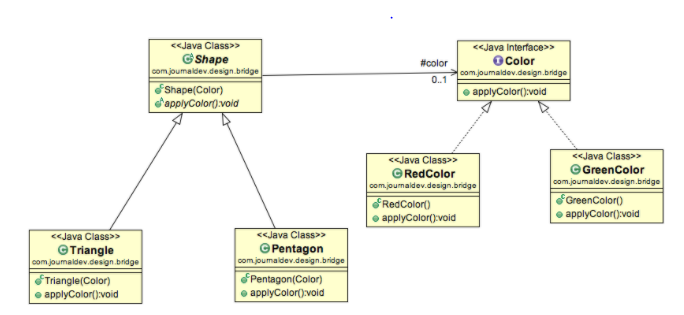 <<Java Class>>
Shape
com.journaldev.design.bridge
Shape(Color)
applyColor():void
#color
0..1
<<Java Interface>>
Color
com.journaldev.design.bridge
applyColor():void
<<Java Class>>
RedColor
com.journaldev.design.bridge
RedColor()
applyColor():void
<<Java Class>>
GreenColor
com.journaldev.design.bridge
GreenColor()
applyColor():void
<<Java Class>>
Triangle
com.journaldev.design.bridge
Triangle(Color)
applyColor():void
<<Java Class>>
Pentagon
com.journaldev.design.bridge
Pentagon(Color)
applyColor():void